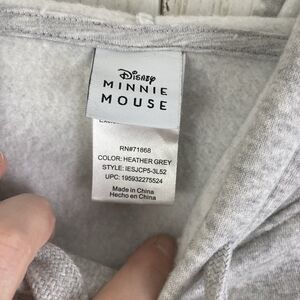 Disney
MINNIE
MOUSE
RN#71868
COLOR: HEATHER GREY
STYLE: IESJCP5-3L52
UPC: 195932275524
Made in China
Hecho en China